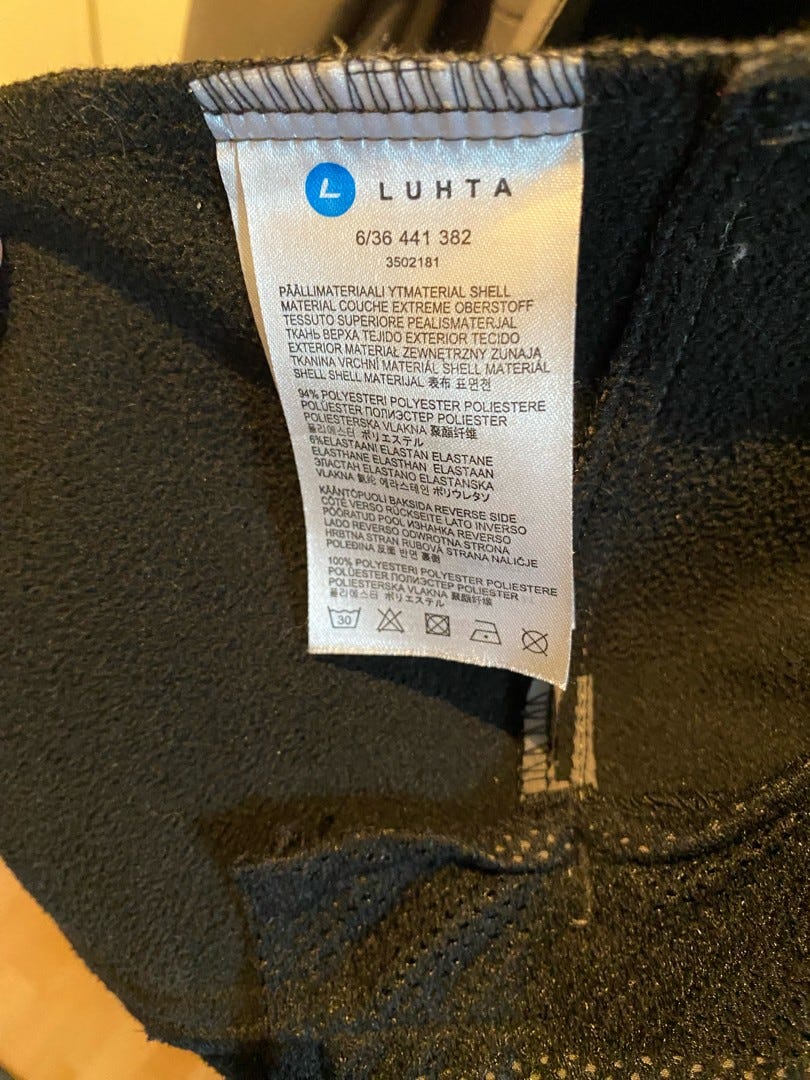 LUHTA
6/36 441 382
3502181
PÄÄLLIMATERIAALI YTMATERIAL SHELL
MATERIAL COUCHE EXTREME OBERSTOFF
TESSUTO SUPERIORE PEALISMATERJAL
ТКАНЬ ВЕРХА TEJIDO EXTERIOR TECIDO
EXTERIOR MATERIAŁ ZEWNĘTRZNY ZUNAJA
TKANINA VRCHNÍ MATERIÁL SHELL MATERIÁL
SHELL SHELL MATERIJAL 表布 표면천
94% POLYESTERI POLYESTER POLIESTERE
POLÜESTER ПОЛИЭСТЕР POLIESTER
POLIESTERSKA VLAKNA 聚酯纤维
폴리에스터 ポリエステル
6%ELASTAANI ELASTAN ELASTANE
ELASTHANE ELASTHAN ELASTAAN
ЭЛАСТАН ELASTANO ELASTANSKA
VLAKNA 氨纶 에라스테인 ポリウレタン
KÄÄNTÖPUOLI BAKSIDA REVERSE SIDE
CÔTÉ VERSO RÜCKSEITE LATO INVERSO
PÖÖRATUD POOL ИЗНАНКА REVERSO
LADO REVERSO ODWROTNA STRONA
HRBTNA STRAN RUBOVÁ STRANA NALIČJE
POLEĐINA 反面 반면 裏側
100% POLYESTERI POLYESTER POLIESTERE
POLÜESTER ПОЛИЭСТЕР POLIESTER
POLIESTERSKA VLAKNA 聚酯纤维
폴리에스터 ポリエステル
30